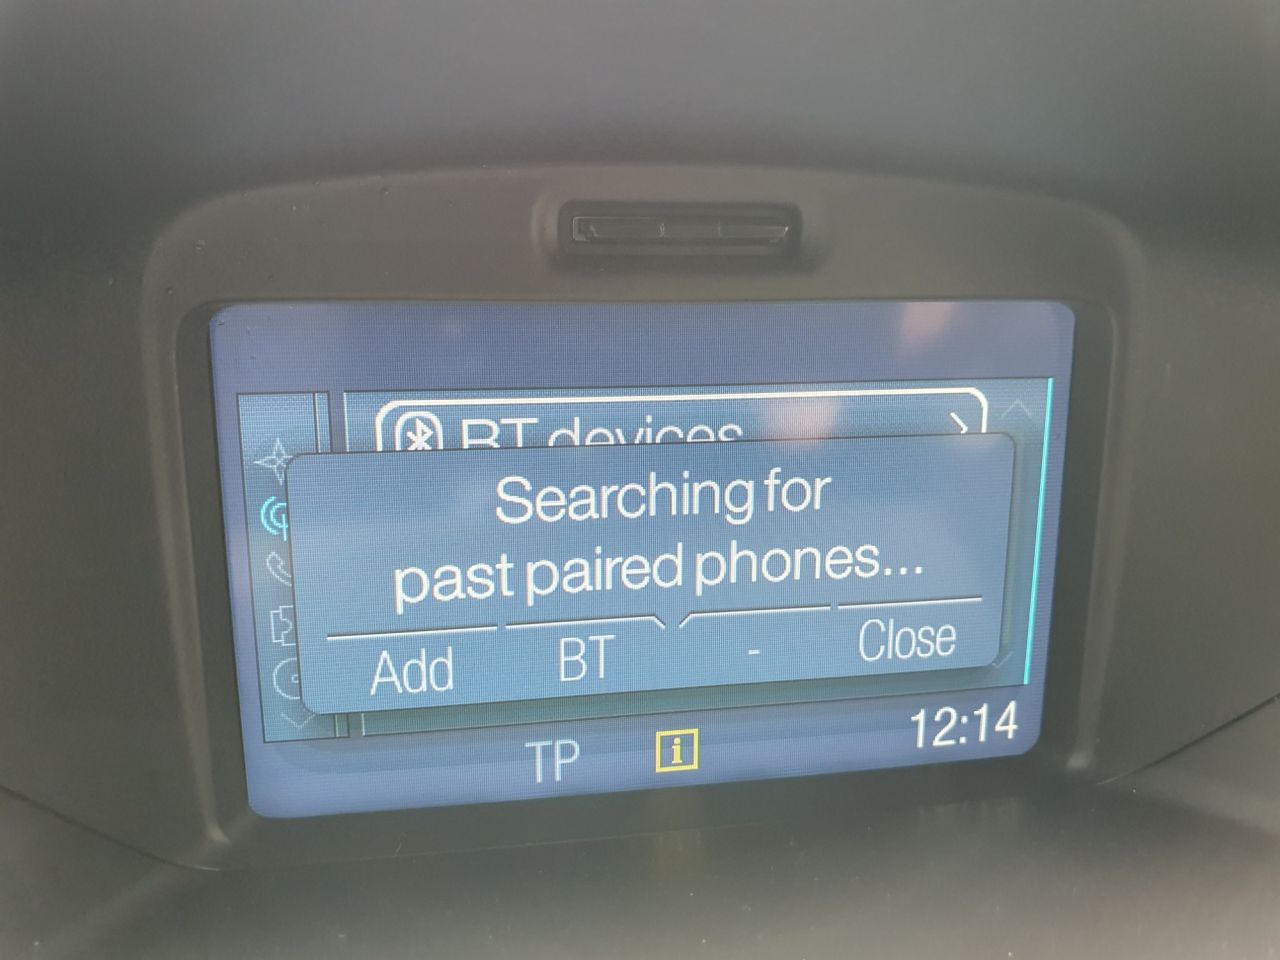 BT devices
Searching for
past paired phones...
Add BT - Close
TP i 12:14